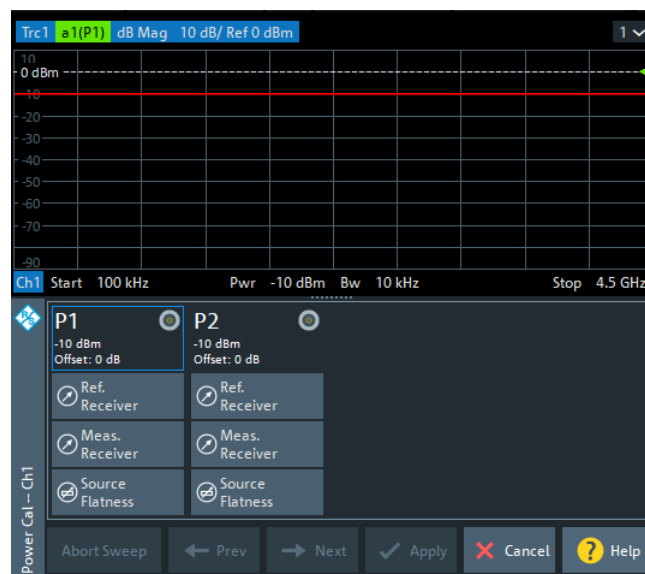 Trc1 a1(P1) dB Mag 10 dB/ Ref 0 dBm 1
10
0 dBm
-10
-20
-30
-40
-50
-60
-70
-90
Ch1 Start 100 kHz Pwr -10 dBm Bw 10 kHz Stop 4.5 GHz
P1 P2
-10 dBm -10 dBm
Offset: 0 dB Offset: 0 dB
Ref. Ref.
Receiver Receiver
Meas. Meas.
Receiver Receiver
Source Source
Flatness Flatness
Power Cal – Ch1
Abort Sweep Prev Next Apply Cancel ? Help